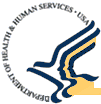 DEPARTMENT OF HEALTH & HUMAN SERVICES • USA